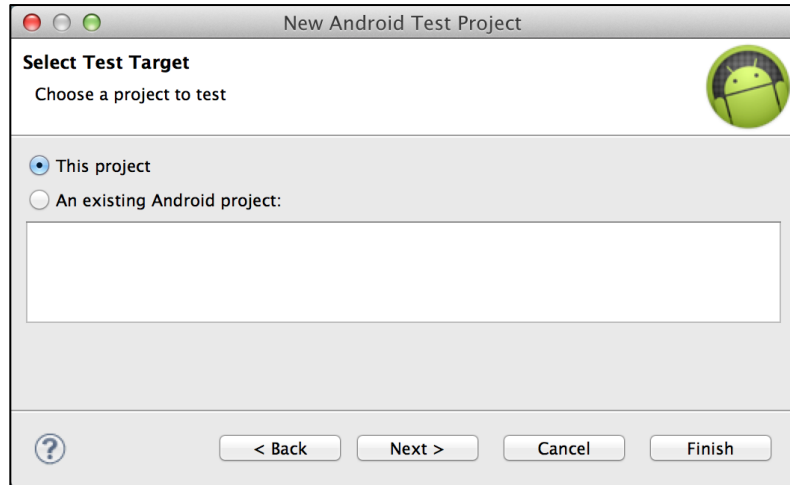 New Android Test Project
Select Test Target
Choose a project to test
This project
An existing Android project:
?
< Back Next > Cancel Finish